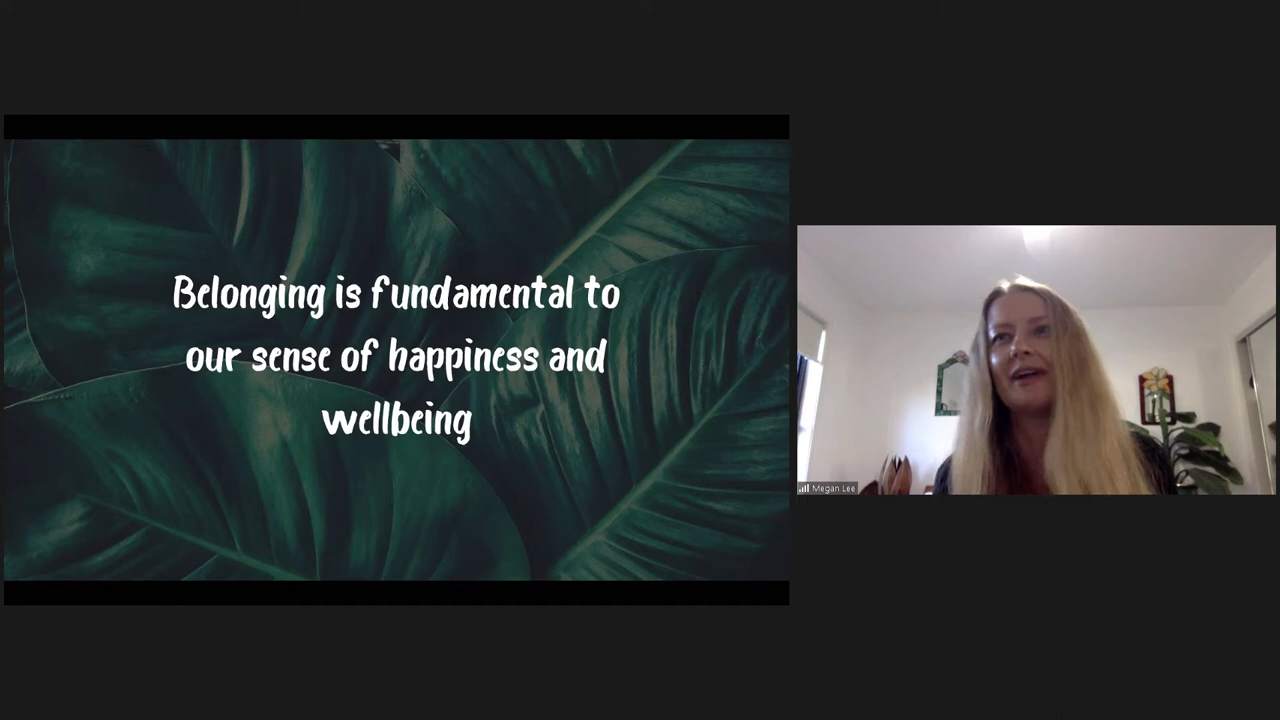 Belonging is fundamental to
our sense of happiness and
wellbeing
Megan Lee